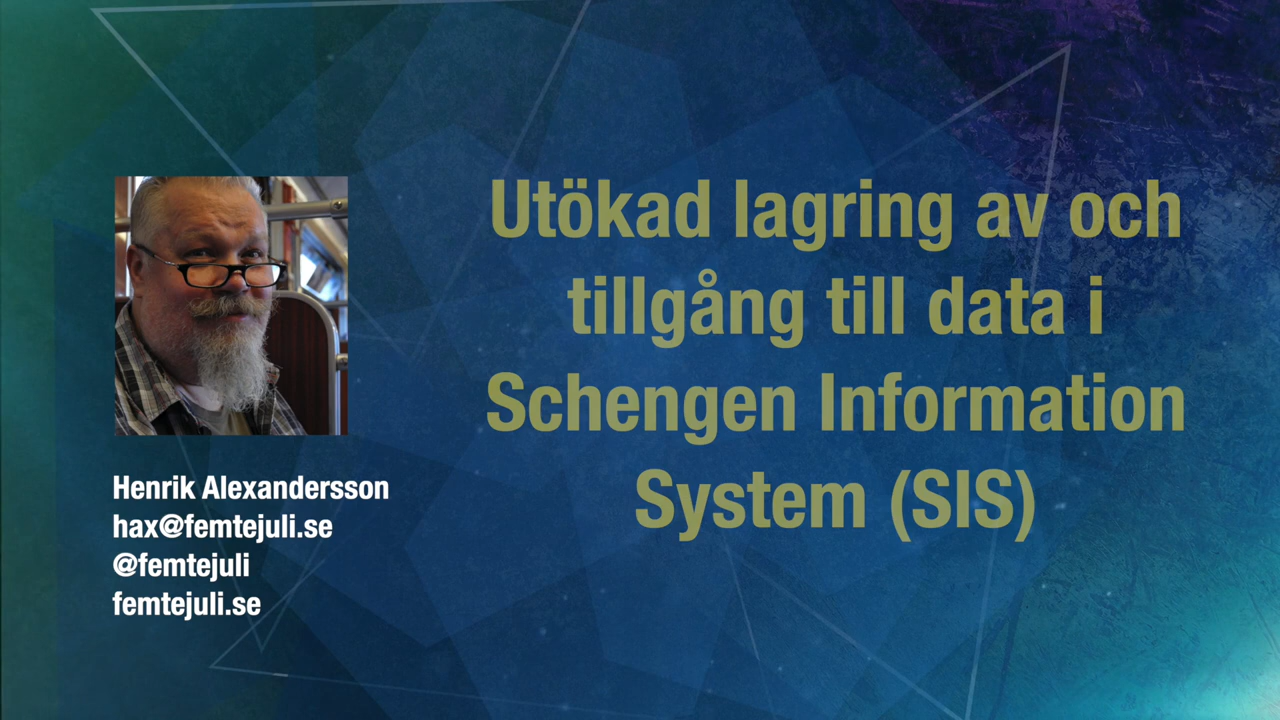 Utökad lagring av och
tillgång till data i
Schengen Information
System (SIS)
Henrik Alexandersson
hax@femtejuli.se
@femtejuli
femtejuli.se